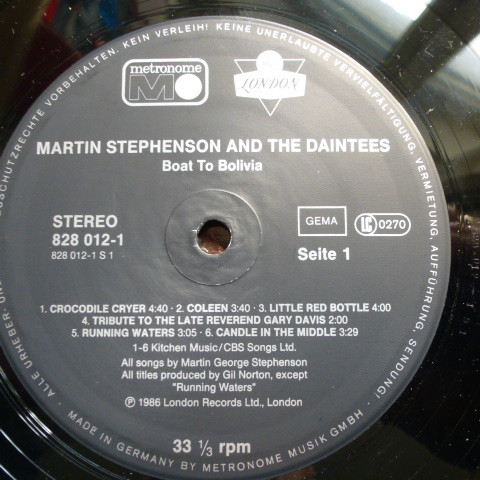 SCHUTZRECHTE VORBEHALTEN. KEIN VERLEIH! KEINE UNERLAUBTE VERVIELFÄLTIGUNG, VERMIETUNG, AUFFÜHRUNG, SENDUNG!
metronome
M
LONDON
MARTIN STEPHENSON AND THE DAINTEES
Boat To Bolivia
STEREO
828 012-1
828 012-1 S 1
GEMA
LC 0270
Seite 1
1. CROCODILE CRYER 4:40 · 2. COLEEN 3:40 · 3. LITTLE RED BOTTLE 4:00
4. TRIBUTE TO THE LATE REVEREND GARY DAVIS 2:00
5. RUNNING WATERS 3:05 · 6. CANDLE IN THE MIDDLE 3:29
1-6 Kitchen Music/CBS Songs Ltd.
All songs by Martin George Stephenson
All titles produced by Gil Norton, except
"Running Waters"
Ⓟ 1986 London Records Ltd., London
33 1/3 rpm
ALLE URHEBER- UND
· MADE IN GERMANY BY METRONOME MUSIK GMBH ·